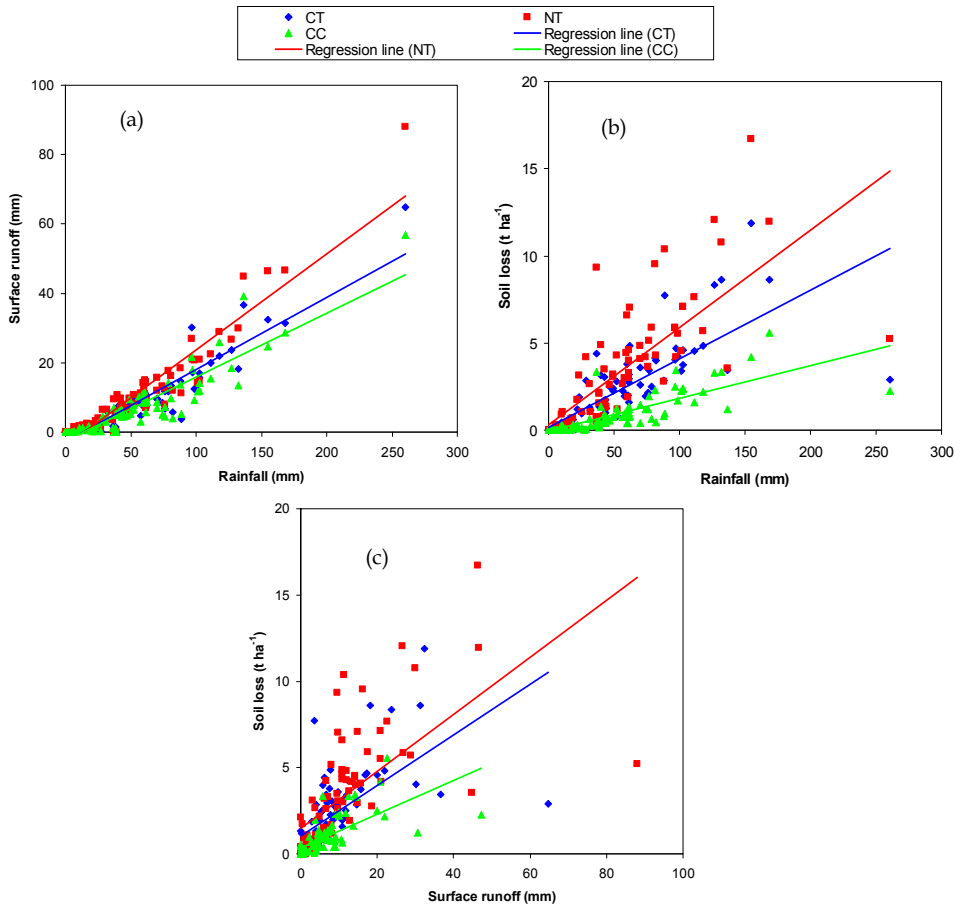 CT
NT
CC
Regression line (CT)
Regression line (NT)
Regression line (CC)
(a)
Surface runoff (mm)
100
80
60
40
20
0
0 50 100 150 200 250 300
Rainfall (mm)
(b)
Soil loss (t ha⁻¹)
20
15
10
5
0
0 50 100 150 200 250 300
Rainfall (mm)
(c)
Soil loss (t ha⁻¹)
20
15
10
5
0
0 20 40 60 80 100
Surface runoff (mm)